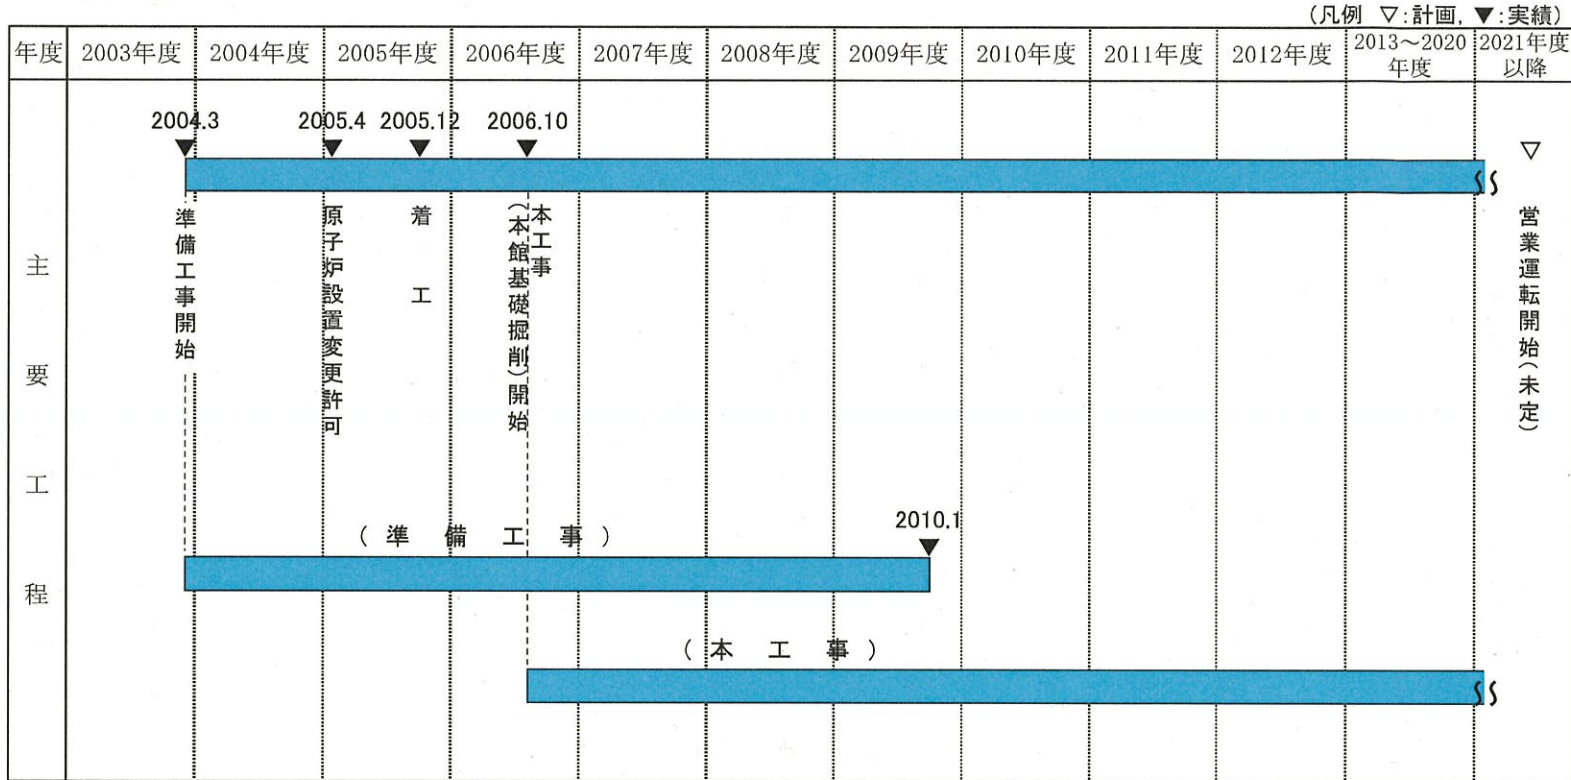 (凡例 ▽:計画, ▼:実績)
年度
2003年度
2004年度
2005年度
2006年度
2007年度
2008年度
2009年度
2010年度
2011年度
2012年度
2013～2020
年度
2021年度
以降
主要工程
2004.3
▼
2005.4
▼
2005.12
▼
2006.10
▼
▽
準備工事開始
原子炉設置変更許可
着工
本工事
(本館基礎掘削)開始
営業運転開始(未定)
(準備工事)
2010.1
▼
(本工事)